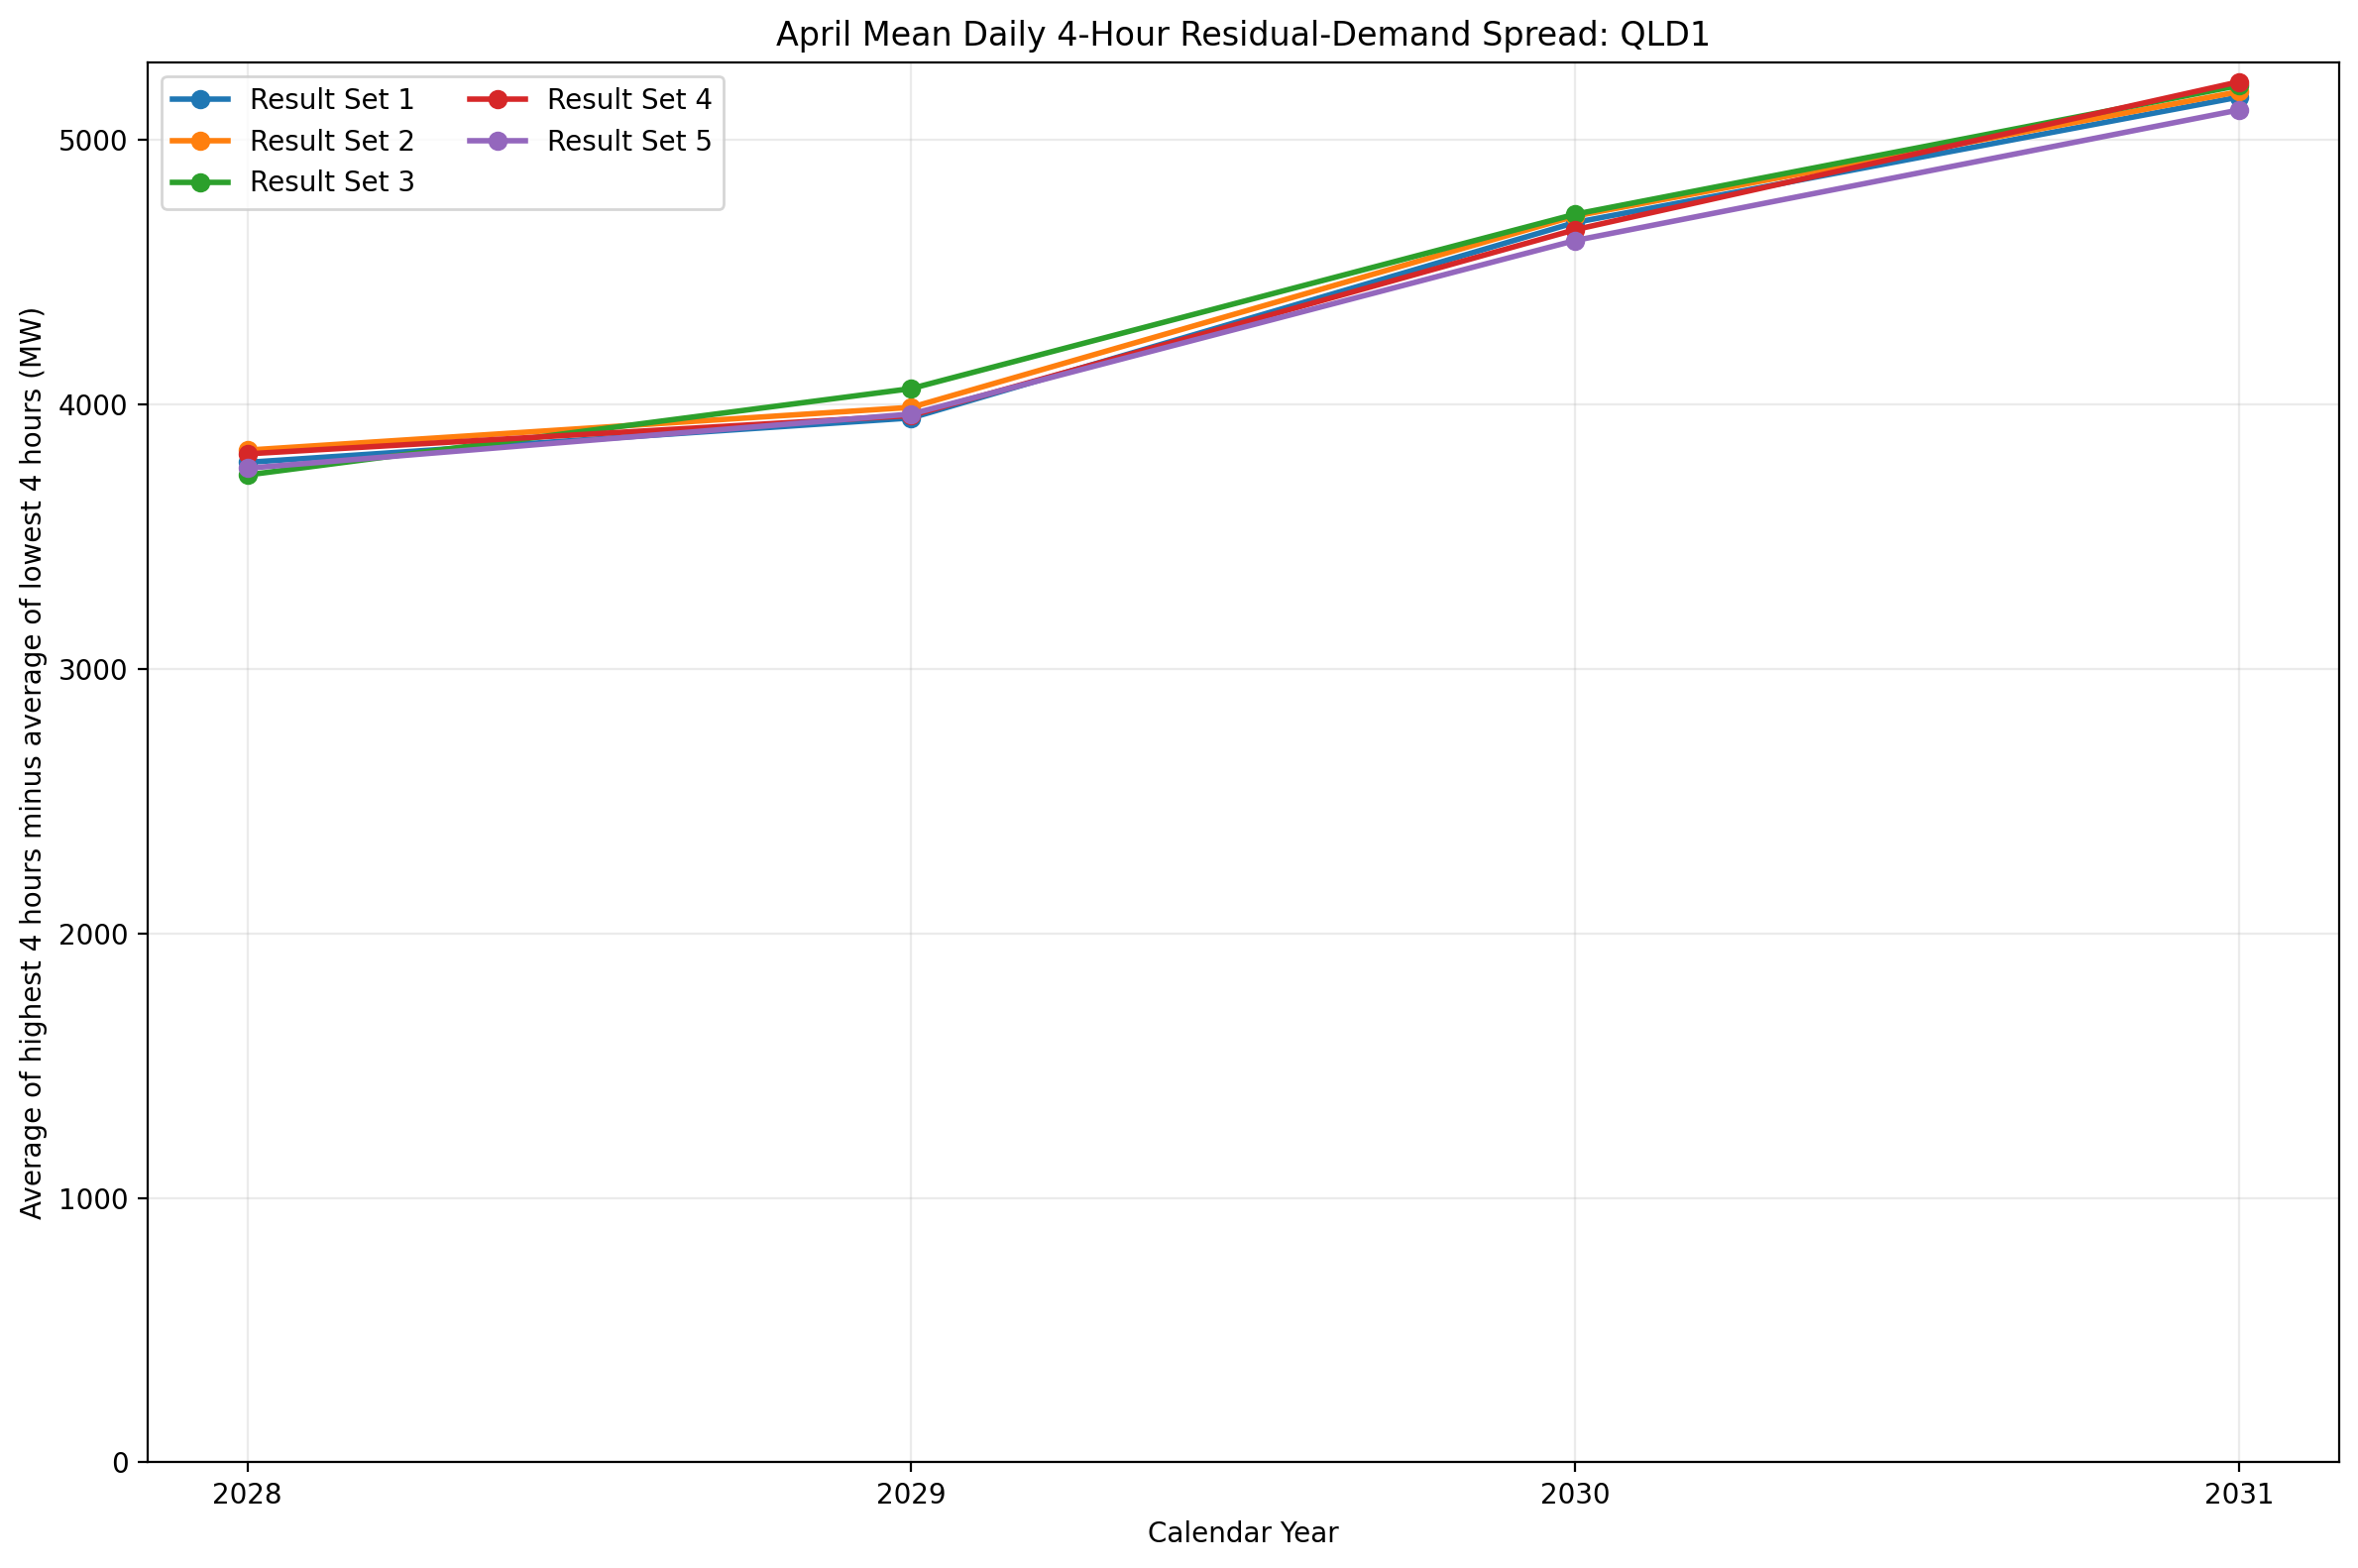 April Mean Daily 4-Hour Residual-Demand Spread: QLD1
Result Set 1
Result Set 2
Result Set 3
Result Set 4
Result Set 5
Average of highest 4 hours minus average of lowest 4 hours (MW)
5000
4000
3000
2000
1000
0
2028
2029
2030
2031
Calendar Year